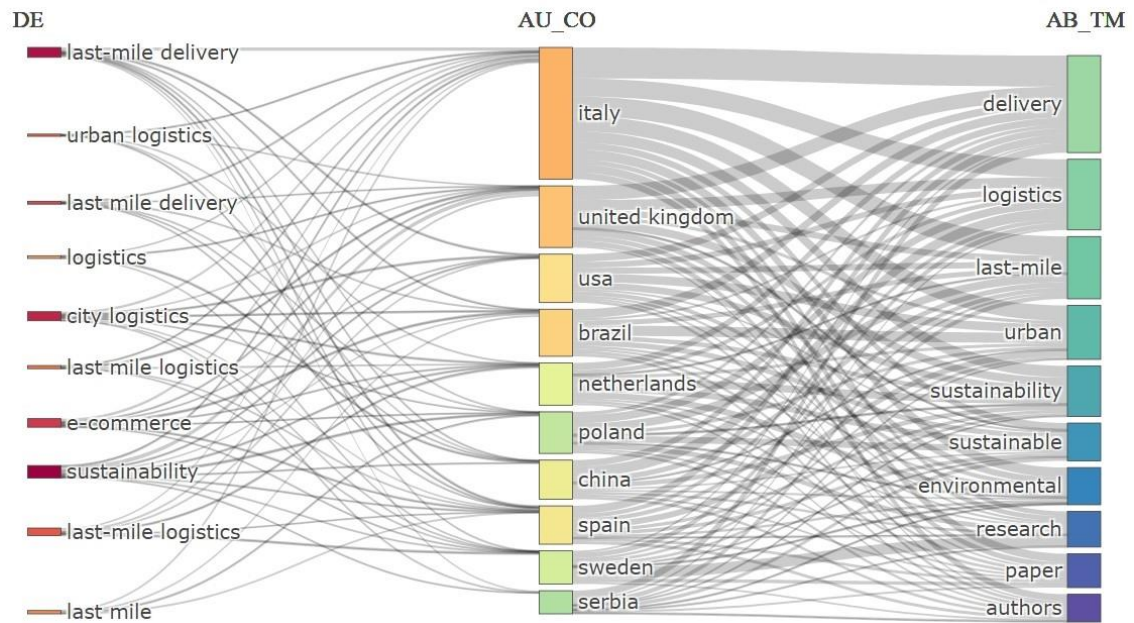 DE AU_CO AB_TM
last-mile delivery
urban logistics
last mile delivery
logistics
city logistics
last mile logistics
e-commerce
sustainability
last-mile logistics
last mile
italy
united kingdom
usa
brazil
netherlands
poland
china
spain
sweden
serbia
delivery
logistics
last-mile
urban
sustainability
sustainable
environmental
research
paper
authors